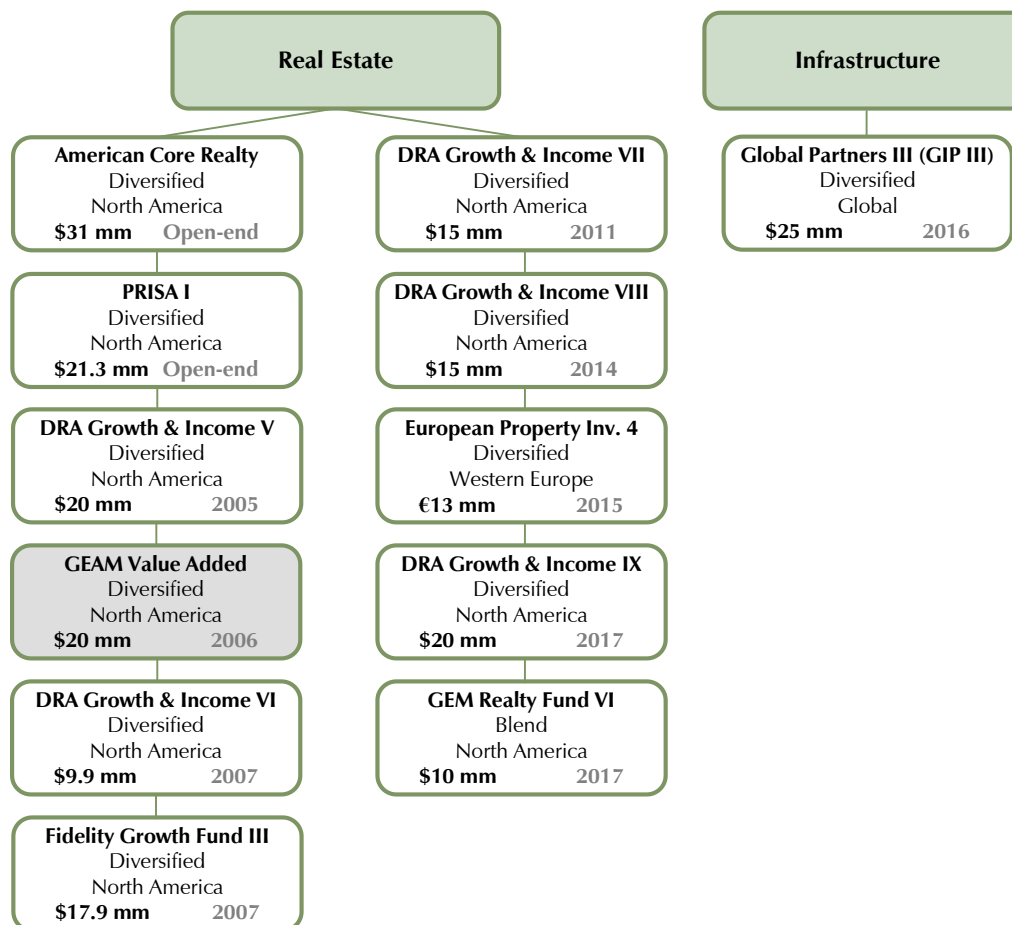 Real Estate
American Core Realty
Diversified
North America
$31 mm Open-end
PRISA I
Diversified
North America
$21.3 mm Open-end
DRA Growth & Income V
Diversified
North America
$20 mm 2005
GEAM Value Added
Diversified
North America
$20 mm 2006
DRA Growth & Income VI
Diversified
North America
$9.9 mm 2007
Fidelity Growth Fund III
Diversified
North America
$17.9 mm 2007
DRA Growth & Income VII
Diversified
North America
$15 mm 2011
DRA Growth & Income VIII
Diversified
North America
$15 mm 2014
European Property Inv. 4
Diversified
Western Europe
€13 mm 2015
DRA Growth & Income IX
Diversified
North America
$20 mm 2017
GEM Realty Fund VI
Blend
North America
$10 mm 2017
Infrastructure
Global Partners III (GIP III)
Diversified
Global
$25 mm 2016